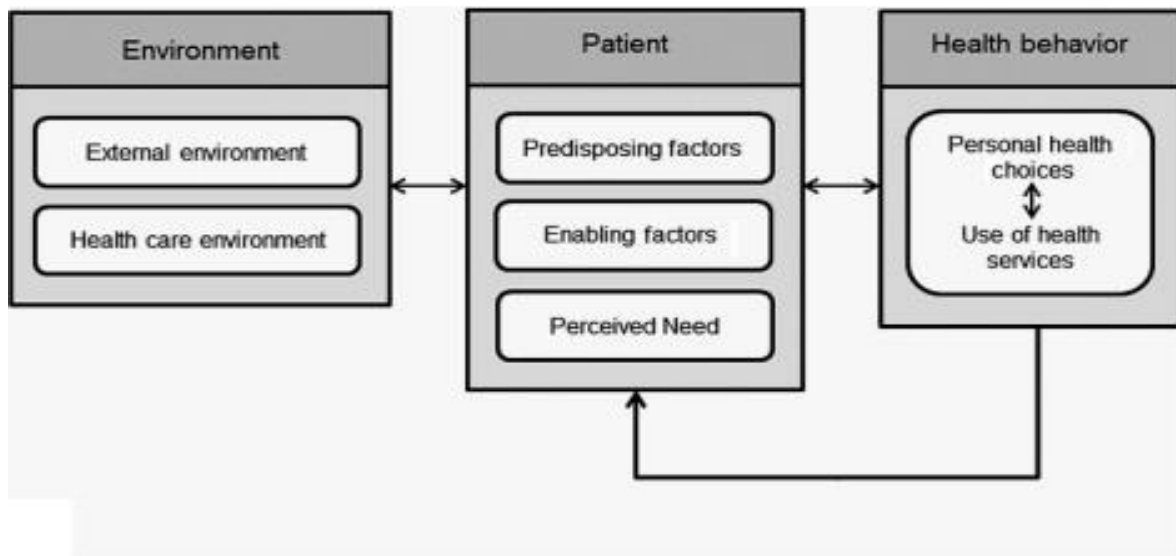 Environment
External environment
Health care environment
Patient
Predisposing factors
Enabling factors
Perceived Need
Health behavior
Personal health
choices
Use of health
services